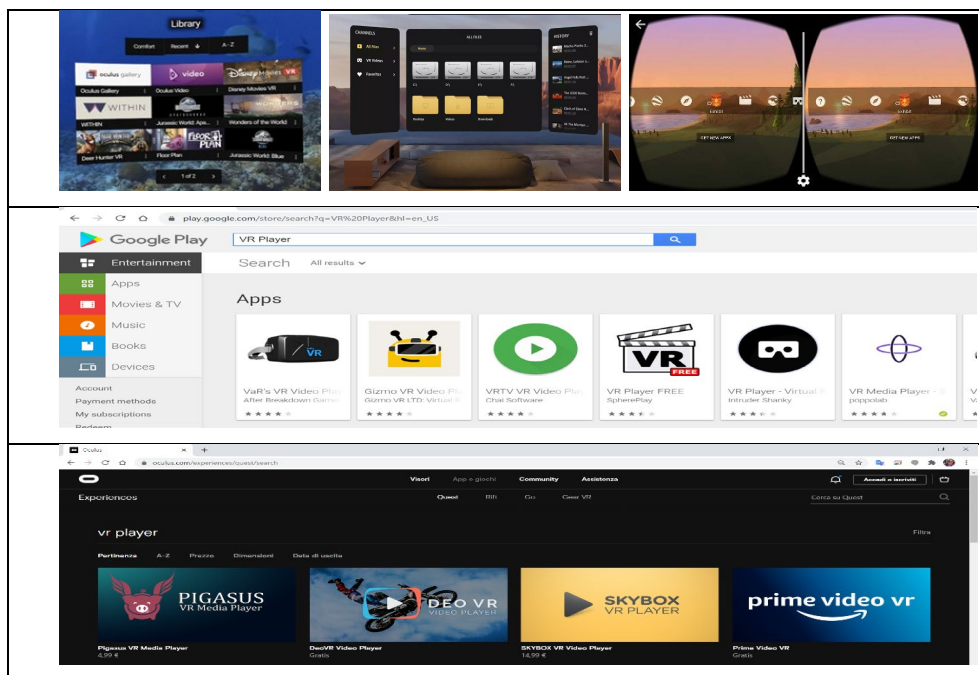 Library
Comfort Recent A-Z
oculus gallery
video
Disney Movies VR
Oculus Gallery
Oculus Video
Disney Movies VR
WITHIN
WITHIN
Jurassic World: Apo...
Wonders of the World
FLOOR PLAN
Deer Hunter VR
Floor Plan
Jurassic World: Blue
1 of 2
CHANNELS
All Files
VR Videos
Favorites
ALL FILES
HISTORY
Desktop
Videos
Downloads
GET NEW APPS
GET NEW APPS
play.google.com/store/search?q=VR%20Player&hl=en_US
Google Play
VR Player
Entertainment
Search All results
Apps
Movies & TV
Music
Books
Devices
Account
Payment methods
My subscriptions
Redeem
Apps
VR
VR
FREE
VaR's VR Video Pla
After Breakdown Game
Gizmo VR Video Pl
Gizmo VR LTD: Virtual R
VRTV VR Video Pla
Chai Software
VR Player FREE
SpherePlay
VR Player - Virtual
Intruder Shanky
VR Media Player -
poppolab
Oculus
oculus.com/experiences/quest/search
Visori App e giochi Community Assistenza
Accedi o iscriviti
Experiences
Quest Rift Go Gear VR
Cerca su Quest
vr player
Filtra
Pertinenza A-Z Prezzo Dimensioni Data di uscita
PIGASUS
VR Media Player
DEO VR
VIDEO PLAYER
SKYBOX
VR PLAYER
prime video vr
Pigasus VR Media Player
4,99 €
DeoVR Video Player
Gratis
SKYBOX VR Video Player
14,99 €
Prime Video VR
Gratis